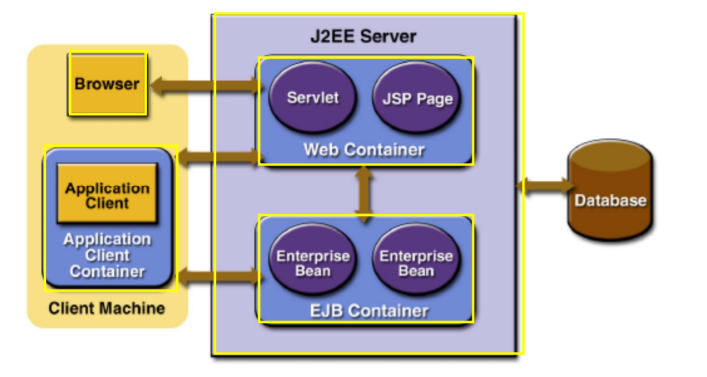 J2EE Server
Browser
Servlet
JSP Page
Web Container
Application
Client
Application
Client
Container
Client Machine
Enterprise
Bean
Enterprise
Bean
EJB Container
Database